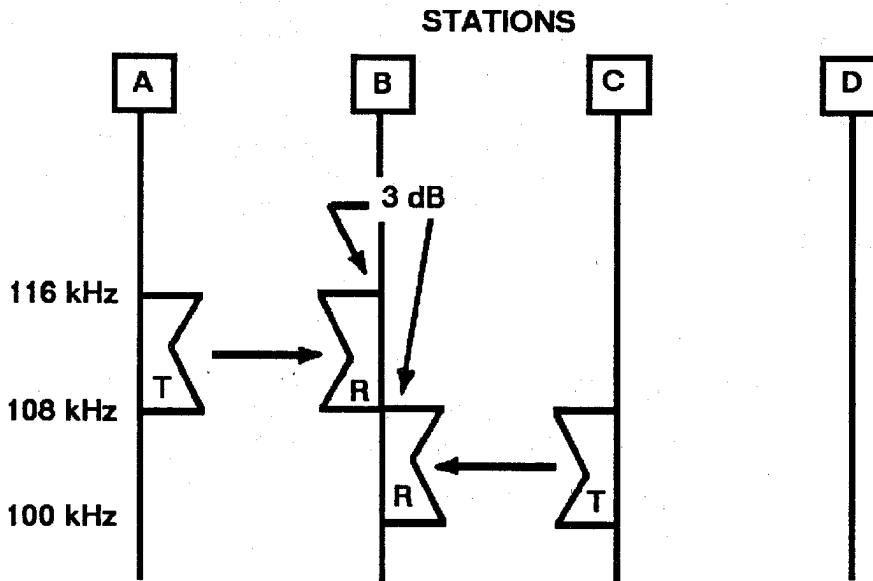 STATIONS
A B C D
3 dB
116 kHz
T R
108 kHz
R T
100 kHz